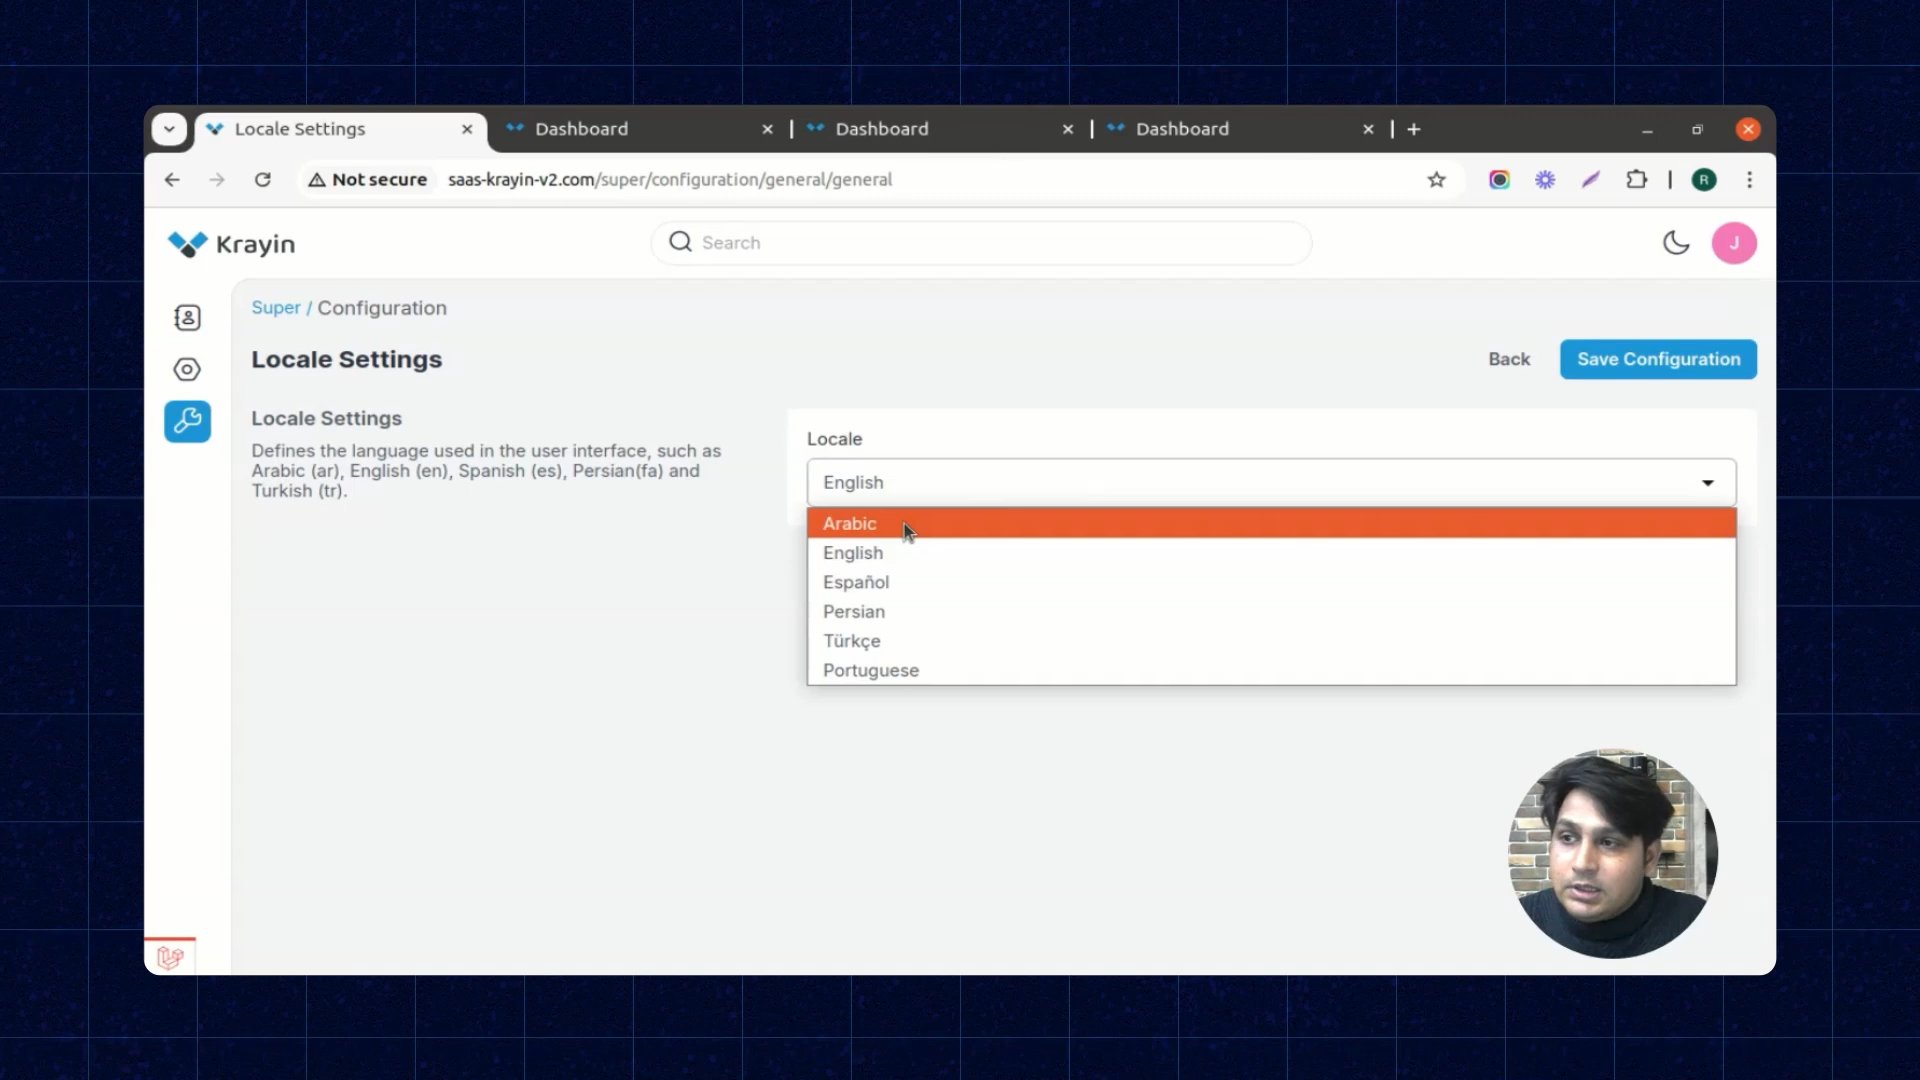 Locale Settings
Dashboard
Dashboard
Dashboard
Not secure
saas-krayin-v2.com/super/configuration/general/general
R
Krayin
Search
J
Super / Configuration
Locale Settings
Back
Save Configuration
Locale Settings
Defines the language used in the user interface, such as
Arabic (ar), English (en), Spanish (es), Persian(fa) and
Turkish (tr).
Locale
English
Arabic
English
Español
Persian
Türkçe
Portuguese